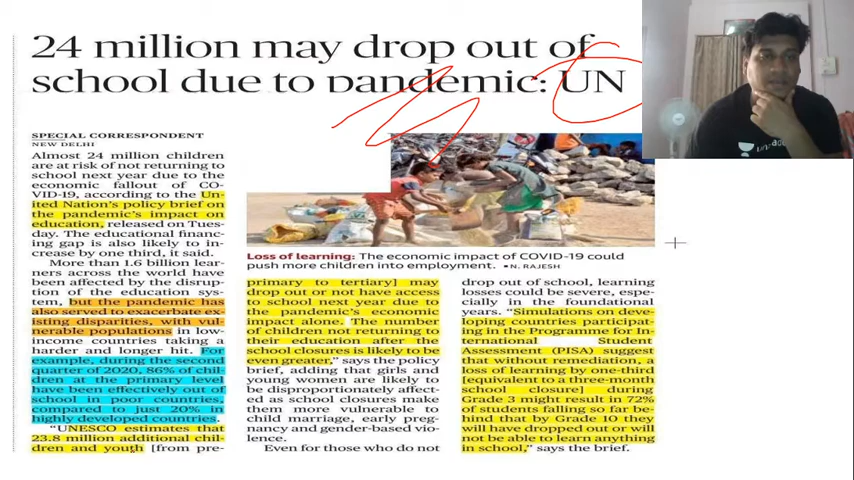 24 million may drop out of
school due to pandemic: UN
SPECIAL CORRESPONDENT
NEW DELHI
Almost 24 million children
are at risk of not returning to
school next year due to the
economic fallout of CO-
VID-19, according to the Un-
ited Nation's policy brief on
the pandemic's impact on
education, released on Tues-
day. The educational financ-
ing gap is also likely to in-
crease by one third, it said.
More than 1.6 billion lear-
ners across the world have
been affected by the disrup-
tion of the education sys-
tem, but the pandemic has
also served to exacerbate ex-
isting disparities, with vul-
nerable populations in low-
income countries taking a
harder and longer hit. For
example, during the second
quarter of 2020, 86% of chil-
dren at the primary level
have been effectively out of
school in poor countries,
compared to just 20% in
highly developed countries.
"UNESCO estimates that
23.8 million additional chil-
dren and youth [from pre-
Loss of learning: The economic impact of COVID-19 could
push more children into employment. ▪N. RAJESH
primary to tertiary] may
drop out or not have access
to school next year due to
the pandemic's economic
impact alone. The number
of children not returning to
their education after the
school closures is likely to be
even greater," says the policy
brief, adding that girls and
young women are likely to
be disproportionately affect-
ed as school closures make
them more vulnerable to
child marriage, early preg-
nancy and gender-based vio-
lence.
Even for those who do not
drop out of school, learning
losses could be severe, espe-
cially in the foundational
years. "Simulations on deve-
loping countries participat-
ing in the Programme for In-
ternational Student
Assessment (PISA) suggest
that without remediation, a
loss of learning by one-third
[equivalent to a three-month
school closure] during
Grade 3 might result in 72%
of students falling so far be-
hind that by Grade 10 they
will have dropped out or will
not be able to learn anything
in school," says the brief.